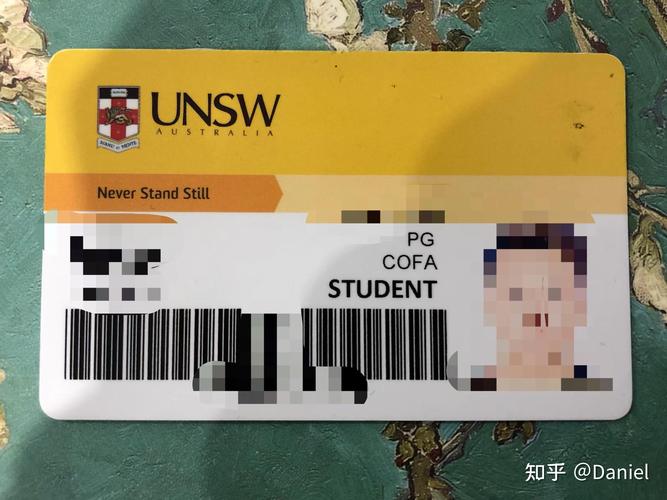 UNSW
AUSTRALIA
Never Stand Still
PG
COFA
STUDENT
知乎 @Daniel